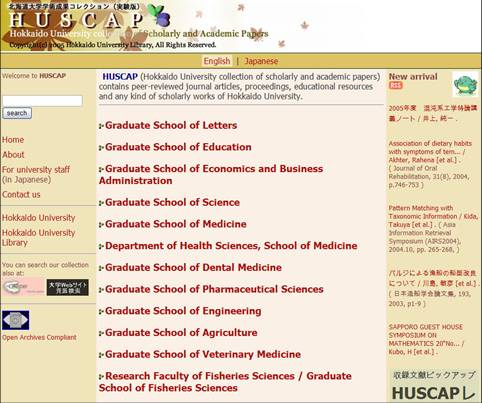 北海道大学学術成果コレクション（実験版）
HUSCAP
Hokkaido University collection of Scholarly and Academic Papers
Copyright(c) 2005 Hokkaido University Library, All Rights Reserved.
English | Japanese
Welcome to HUSCAP
search
Home
About
For university staff
(in Japanese)
Contact us
Hokkaido University
Hokkaido University
Library
You can search our collection
also at:
大学Webサイト
Open Archives Compliant
HUSCAP (Hokkaido University collection of scholarly and academic papers)
contains peer-reviewed journal articles, proceedings, educational resources
and any kind of scholarly works of Hokkaido University.
Graduate School of Letters
Graduate School of Education
Graduate School of Economics and Business
Administration
Graduate School of Science
Graduate School of Medicine
Department of Health Sciences, School of Medicine
Graduate School of Dental Medicine
Graduate School of Pharmaceutical Sciences
Graduate School of Engineering
Graduate School of Agriculture
Graduate School of Veterinary Medicine
Research Faculty of Fisheries Sciences / Graduate
School of Fisheries Sciences
New arrival
RSS
2005年度 混沌系工学特論講
義ノート / 井上, 純一 .
Association of dietary habits
with symptoms of tem... /
Akhter, Rahena [et al.] .
( Journal of Oral
Rehabilitation, 31(8), 2004,
p.746-753 )
Pattern Matching with
Taxonomic Information / Kida,
Takuya [et al.] . ( Asia
Information Retrieval
Symposium (AIRS2004),
2004.10, pp. 265-268, )
バルジによる漁船の船型改良
について / 川島, 敏彦 [et al.] .
( 日本造船学会論文集, 193,
2003, p1-9 )
SAPPORO GUEST HOUSE
SYMPOSIUM ON
MATHEMATICS 20"No... /
Kubo, H [et al.] .
収録文献ピックアップ
HUSCAPレ